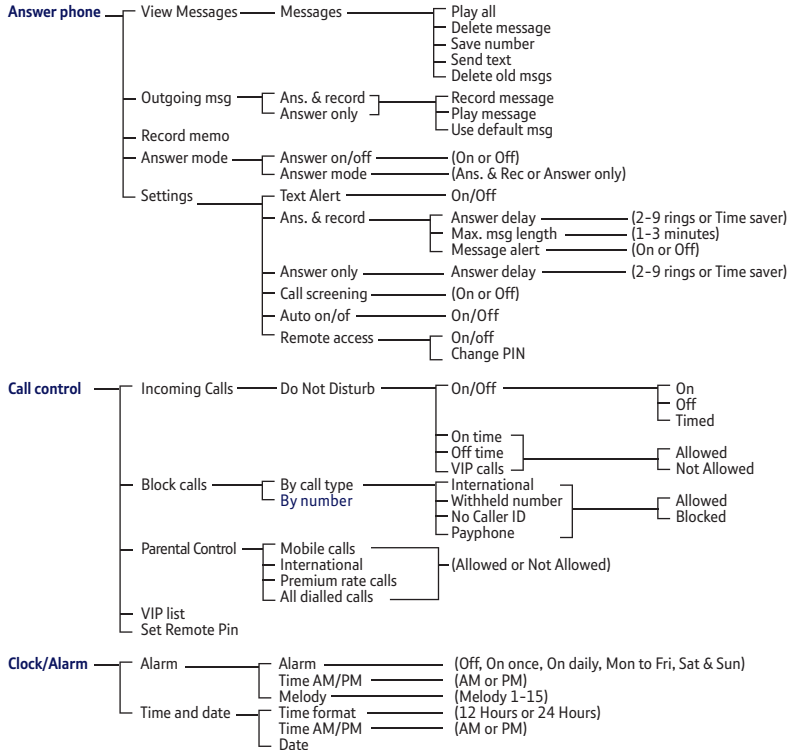 Answer phone View Messages Messages Play all
Delete message
Save number
Send text
Delete old msgs
Outgoing msg Ans. & record Record message
Answer only Play message
Use default msg
Record memo
Answer mode Answer on/off (On or Off)
Answer mode (Ans. & Rec or Answer only)
Settings Text Alert On/Off
Ans. & record Answer delay (2-9 rings or Time saver)
Max. msg length (1-3 minutes)
Message alert (On or Off)
Answer only Answer delay (2-9 rings or Time saver)
Call screening (On or Off)
Auto on/of On/Off
Remote access On/off
Change PIN
Call control Incoming Calls Do Not Disturb On/Off On
Off
Timed
On time
Off time Allowed
VIP calls Not Allowed
Block calls By call type International
By number Withheld number Allowed
No Caller ID Blocked
Payphone
Parental Control Mobile calls
International (Allowed or Not Allowed)
Premium rate calls
All dialled calls
VIP list
Set Remote Pin
Clock/Alarm Alarm Alarm (Off, On once, On daily, Mon to Fri, Sat & Sun)
Time AM/PM (AM or PM)
Melody (Melody 1-15)
Time and date Time format (12 Hours or 24 Hours)
Time AM/PM (AM or PM)
Date